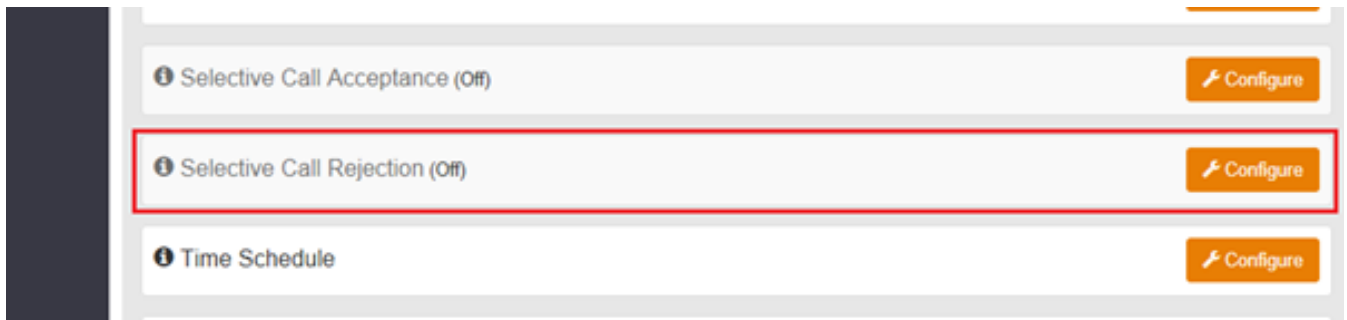 Selective Call Acceptance (Off)
Configure
Selective Call Rejection (Off)
Configure
Time Schedule
Configure